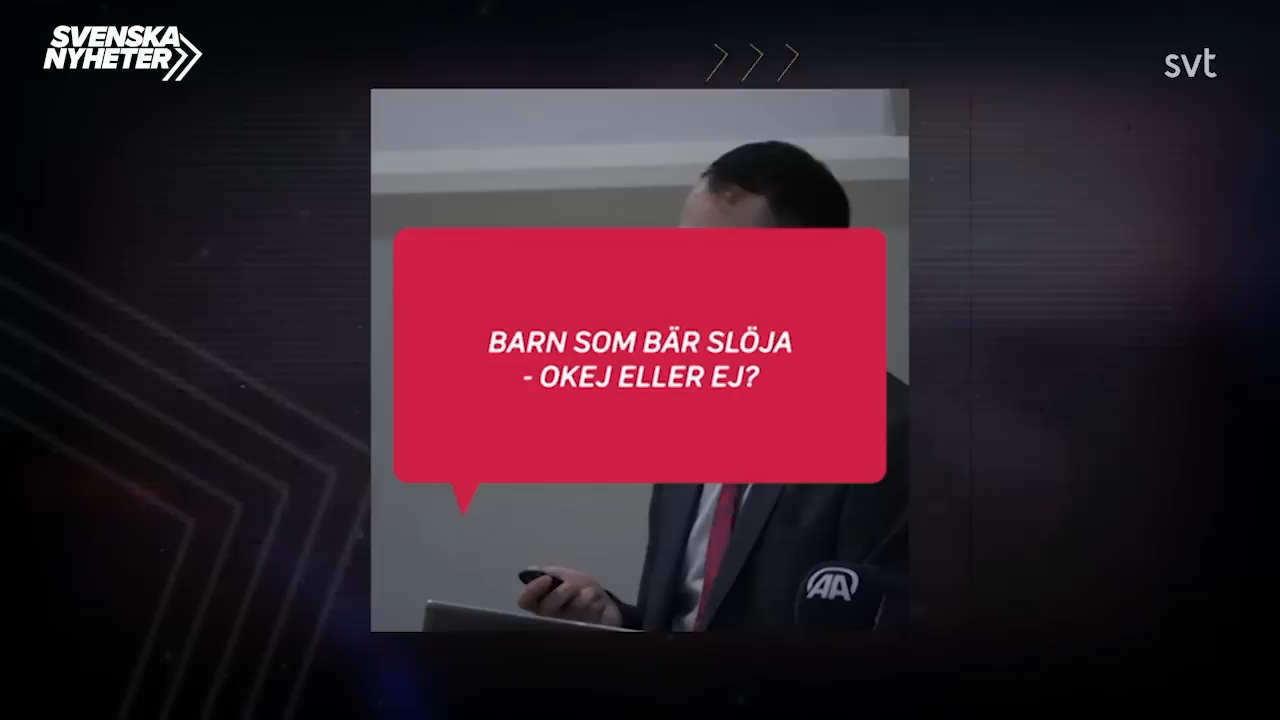 SVENSKA
NYHETER
svt
BARN SOM BÄR SLÖJA
- OKEJ ELLER EJ?
AA